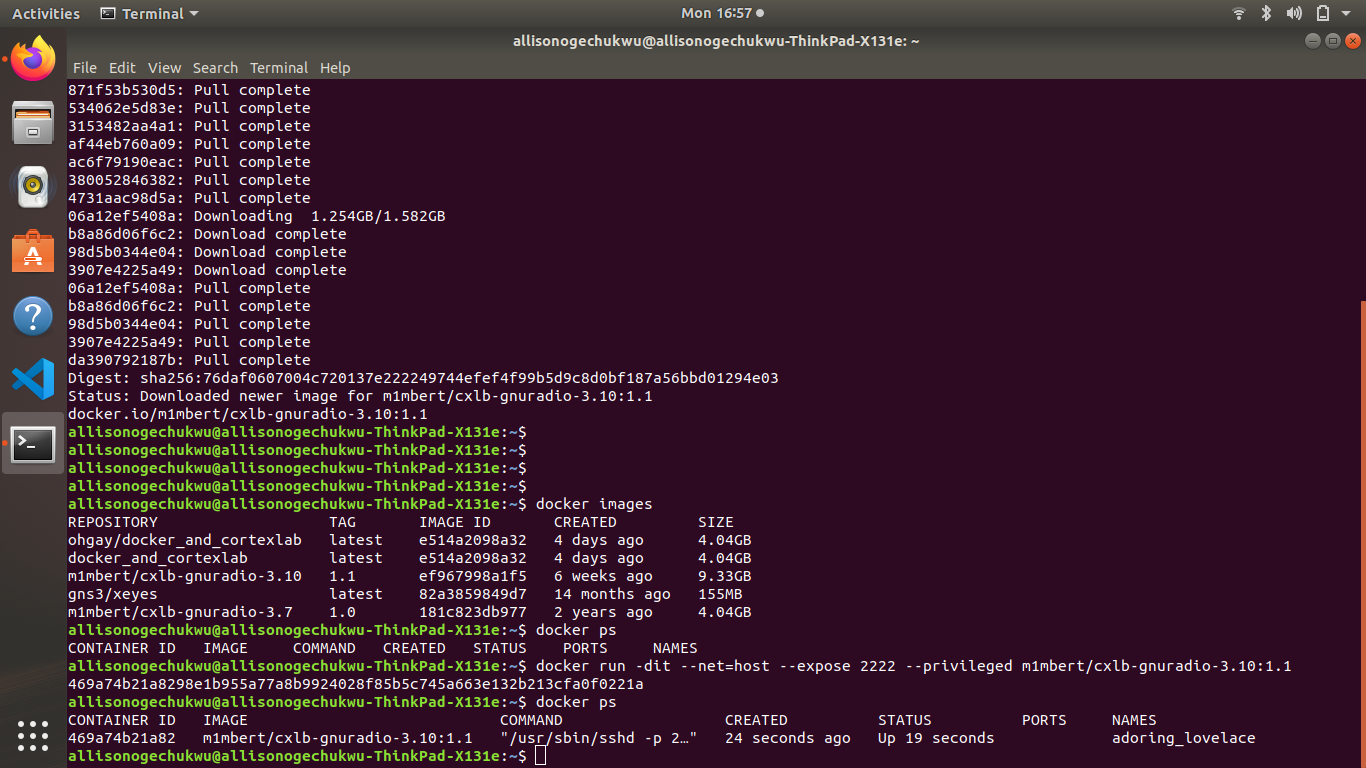 Activities Terminal Mon 16:57
allisonogechukwu@allisonogechukwu-ThinkPad-X131e: ~
File Edit View Search Terminal Help
871f53b530d5: Pull complete
534062e5d83e: Pull complete
3153482aa4a1: Pull complete
af44eb760a09: Pull complete
ac6f79190eac: Pull complete
380052846382: Pull complete
4731aac98d5a: Pull complete
06a12ef5408a: Downloading  1.254GB/1.582GB
b8a86d06f6c2: Download complete
98d5b0344e04: Download complete
3907e4225a49: Download complete
06a12ef5408a: Pull complete
b8a86d06f6c2: Pull complete
98d5b0344e04: Pull complete
3907e4225a49: Pull complete
da390792187b: Pull complete
Digest: sha256:76daf0607004c720137e222249744efef4f99b5d9c8d0bf187a56bbd01294e03
Status: Downloaded newer image for m1mbert/cxlb-gnuradio-3.10:1.1
docker.io/m1mbert/cxlb-gnuradio-3.10:1.1
allisonogechukwu@allisonogechukwu-ThinkPad-X131e:~$
allisonogechukwu@allisonogechukwu-ThinkPad-X131e:~$
allisonogechukwu@allisonogechukwu-ThinkPad-X131e:~$
allisonogechukwu@allisonogechukwu-ThinkPad-X131e:~$
allisonogechukwu@allisonogechukwu-ThinkPad-X131e:~$ docker images
REPOSITORY                   TAG       IMAGE ID       CREATED         SIZE
ohgay/docker_and_cortexlab   latest    e514a2098a32   4 days ago      4.04GB
docker_and_cortexlab         latest    e514a2098a32   4 days ago      4.04GB
m1mbert/cxlb-gnuradio-3.10   1.1       ef967998a1f5   6 weeks ago     9.33GB
gns3/xeyes                   latest    82a3859849d7   14 months ago   155MB
m1mbert/cxlb-gnuradio-3.7    1.0       181c823db977   2 years ago     4.04GB
allisonogechukwu@allisonogechukwu-ThinkPad-X131e:~$ docker ps
CONTAINER ID   IMAGE     COMMAND   CREATED   STATUS    PORTS     NAMES
allisonogechukwu@allisonogechukwu-ThinkPad-X131e:~$ docker run -dit --net=host --expose 2222 --privileged m1mbert/cxlb-gnuradio-3.10:1.1
469a74b21a8298e1b955a77a8b9924028f85b5c745a663e132b213cfa0f0221a
allisonogechukwu@allisonogechukwu-ThinkPad-X131e:~$ docker ps
CONTAINER ID   IMAGE                            COMMAND                  CREATED          STATUS          PORTS     NAMES
469a74b21a82   m1mbert/cxlb-gnuradio-3.10:1.1   "/usr/sbin/sshd -p 2…"   24 seconds ago   Up 19 seconds             adoring_lovelace
allisonogechukwu@allisonogechukwu-ThinkPad-X131e:~$